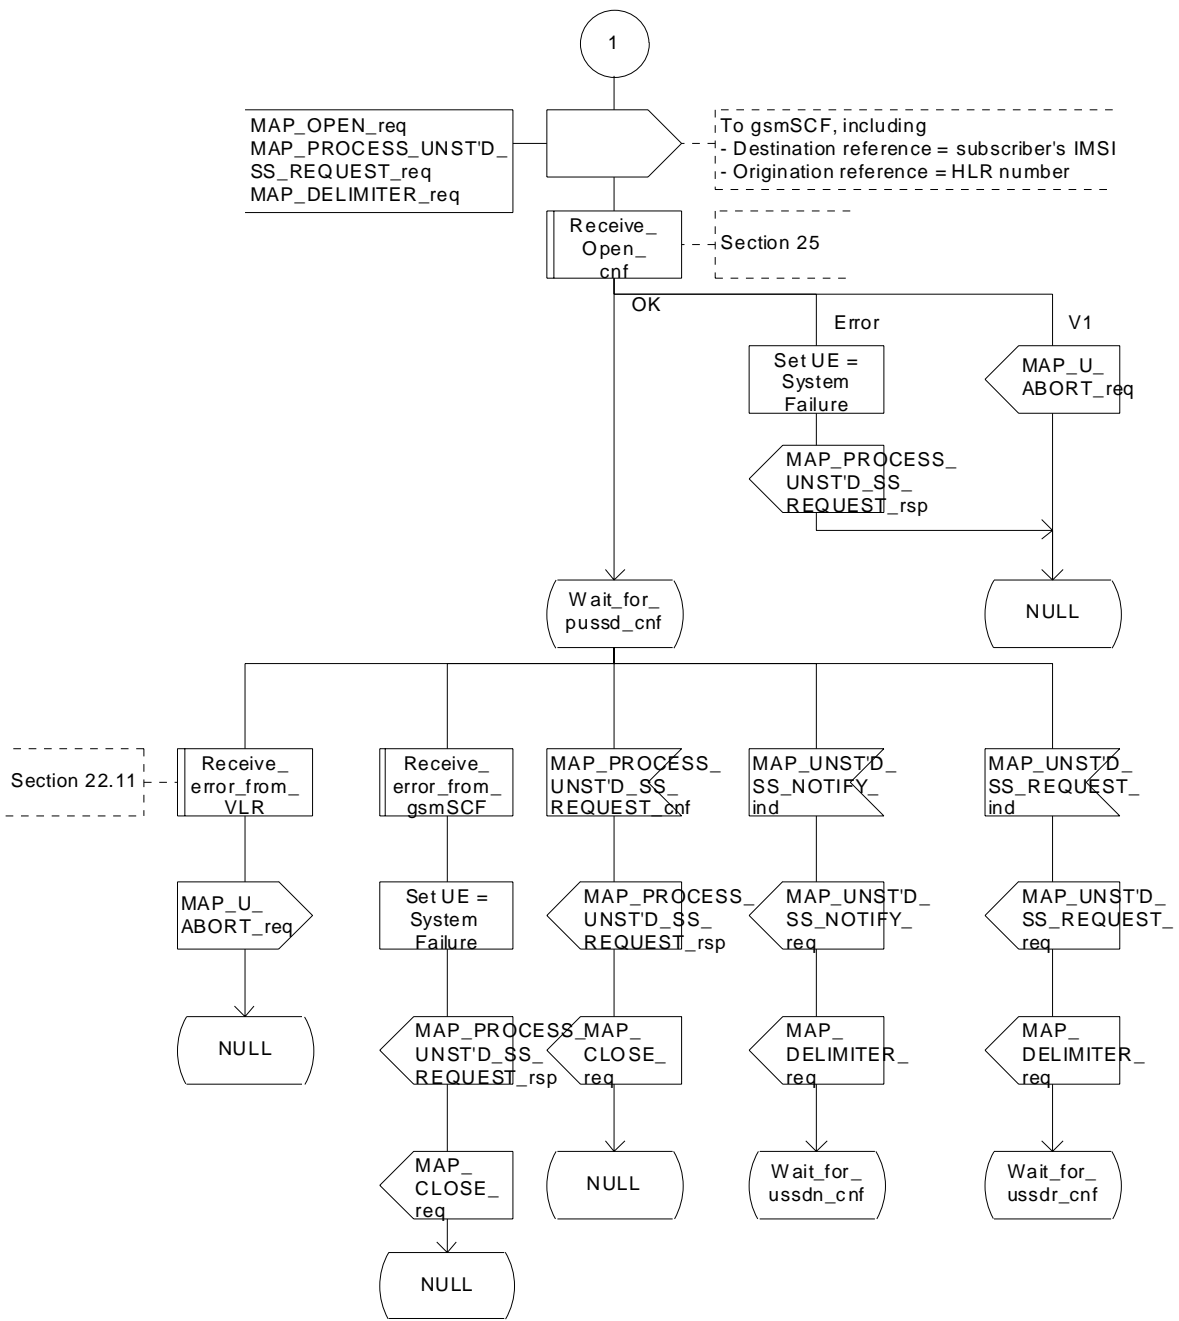 1
MAP_OPEN_req
MAP_PROCESS_UNST'D_
SS_REQUEST_req
MAP_DELIMITER_req
To gsmSCF, including
- Destination reference = subscriber's IMSI
- Origination reference = HLR number
Receive_
Open_
cnf
Section 25
OK
Error
V1
Set UE =
System
Failure
MAP_U_
ABORT_req
MAP_PROCESS_
UNST'D_SS_
REQUEST_rsp
Wait_for_
pussd_cnf
NULL
Section 22.11
Receive_
error_from_
VLR
Receive_
error_from_
gsmSCF
MAP_PROCESS_
UNST'D_SS_
REQUEST_cnf
MAP_UNST'D_
SS_NOTIFY_
ind
MAP_UNST'D_
SS_REQUEST_
ind
MAP_U_
ABORT_req
Set UE =
System
Failure
MAP_PROCESS_
UNST'D_SS_
REQUEST_rsp
MAP_UNST'D_
SS_NOTIFY_
req
MAP_UNST'D_
SS_REQUEST_
req
NULL
MAP_PROCESS_
UNST'D_SS_
REQUEST_rsp
MAP_
CLOSE_
req
MAP_
DELIMITER_
req
MAP_
DELIMITER_
req
MAP_
CLOSE_
req
NULL
Wait_for_
ussdn_cnf
Wait_for_
ussdr_cnf
NULL